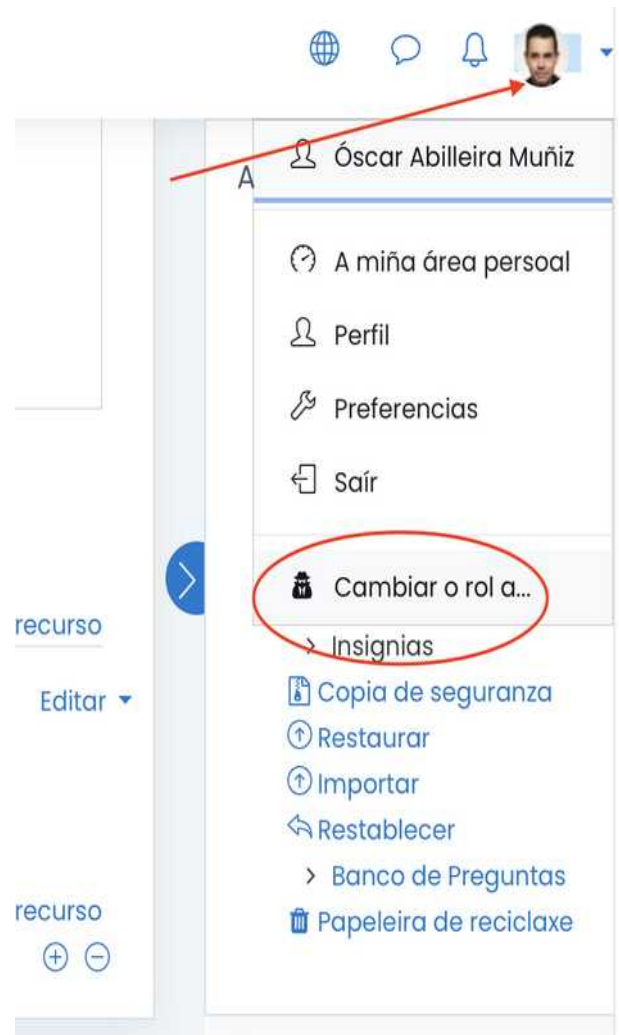 A
Óscar Abilleira Muñiz
A miña área persoal
Perfil
Preferencias
Saír
Cambiar o rol a...
recurso
Insignias
Editar
Copia de seguranza
Restaurar
Importar
Restablecer
Banco de Preguntas
recurso
Papeleira de reciclaxe